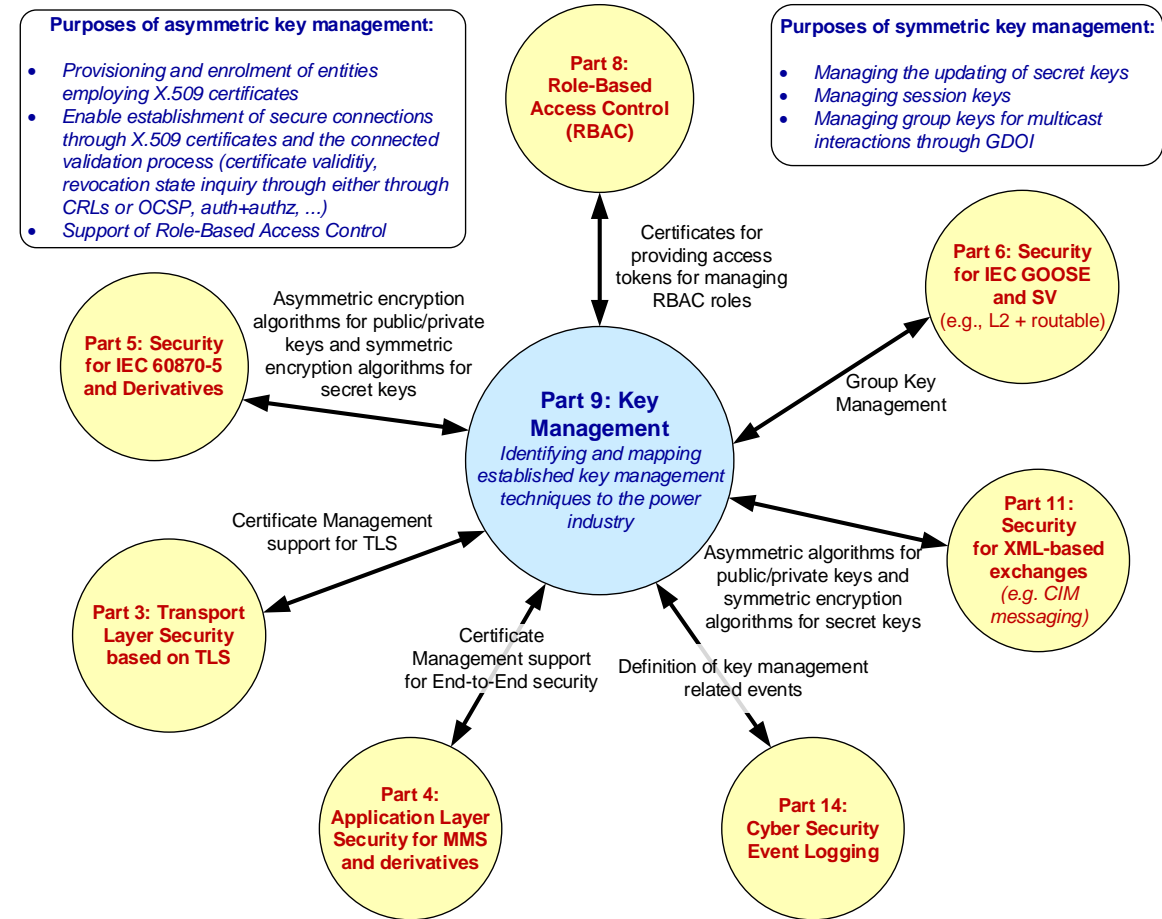 Purposes of asymmetric key management:
• Provisioning and enrolment of entities
employing X.509 certificates
• Enable establishment of secure connections
through X.509 certificates and the connected
validation process (certificate validitiy,
revocation state inquiry through either through
CRLs or OCSP, auth+authz, ...)
• Support of Role-Based Access Control
Part 8:
Role-Based
Access Control
(RBAC)
Purposes of symmetric key management:
• Managing the updating of secret keys
• Managing session keys
• Managing group keys for multicast
interactions through GDOI
Certificates for
providing access
tokens for managing
RBAC roles
Part 6: Security
for IEC GOOSE
and SV
(e.g., L2 + routable)
Asymmetric encryption
algorithms for public/private
keys and symmetric
encryption algorithms for
secret keys
Part 5: Security
for IEC 60870-5
and Derivatives
Group Key
Management
Part 9: Key
Management
Identifying and mapping
established key management
techniques to the power
industry
Certificate Management
support for TLS
Part 11:
Security
for XML-based
exchanges
(e.g. CIM
messaging)
Asymmetric algorithms for
public/private keys and
symmetric encryption
algorithms for secret keys
Part 3: Transport
Layer Security
based on TLS
Certificate
Management support
for End-to-End security
Definition of key management
related events
Part 4:
Application Layer
Security for MMS
and derivatives
Part 14:
Cyber Security
Event Logging